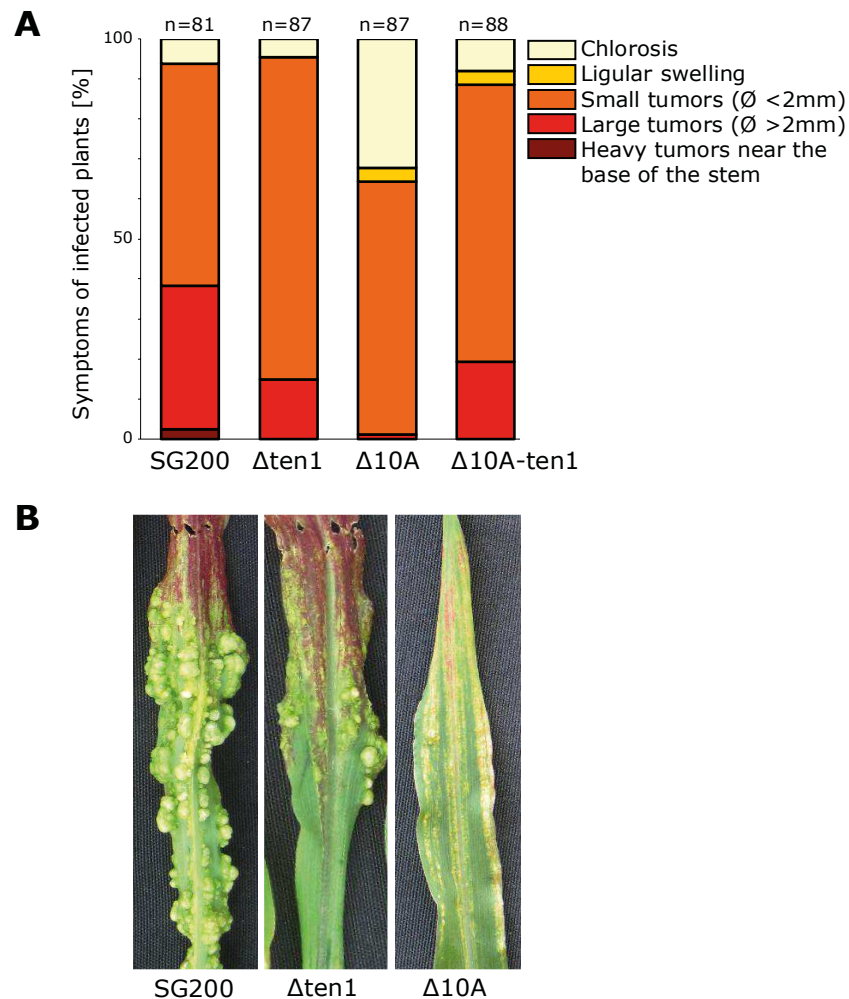 A
n=81 n=87 n=87 n=88
100
50
0
Symptoms of infected plants [%]
SG200 Δten1 Δ10A Δ10A-ten1
Chlorosis
Ligular swelling
Small tumors (Ø <2mm)
Large tumors (Ø >2mm)
Heavy tumors near the
base of the stem
B
SG200 Δten1 Δ10A